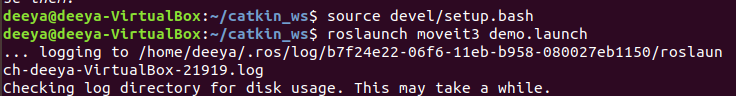 se then.
deeya@deeya-VirtualBox:~/catkin_ws$ source devel/setup.bash
deeya@deeya-VirtualBox:~/catkin_ws$ roslaunch moveit3 demo.launch
... logging to /home/deeya/.ros/log/b7f24e22-06f6-11eb-b958-080027eb1150/roslaun
ch-deeya-VirtualBox-21919.log
Checking log directory for disk usage. This may take a while.